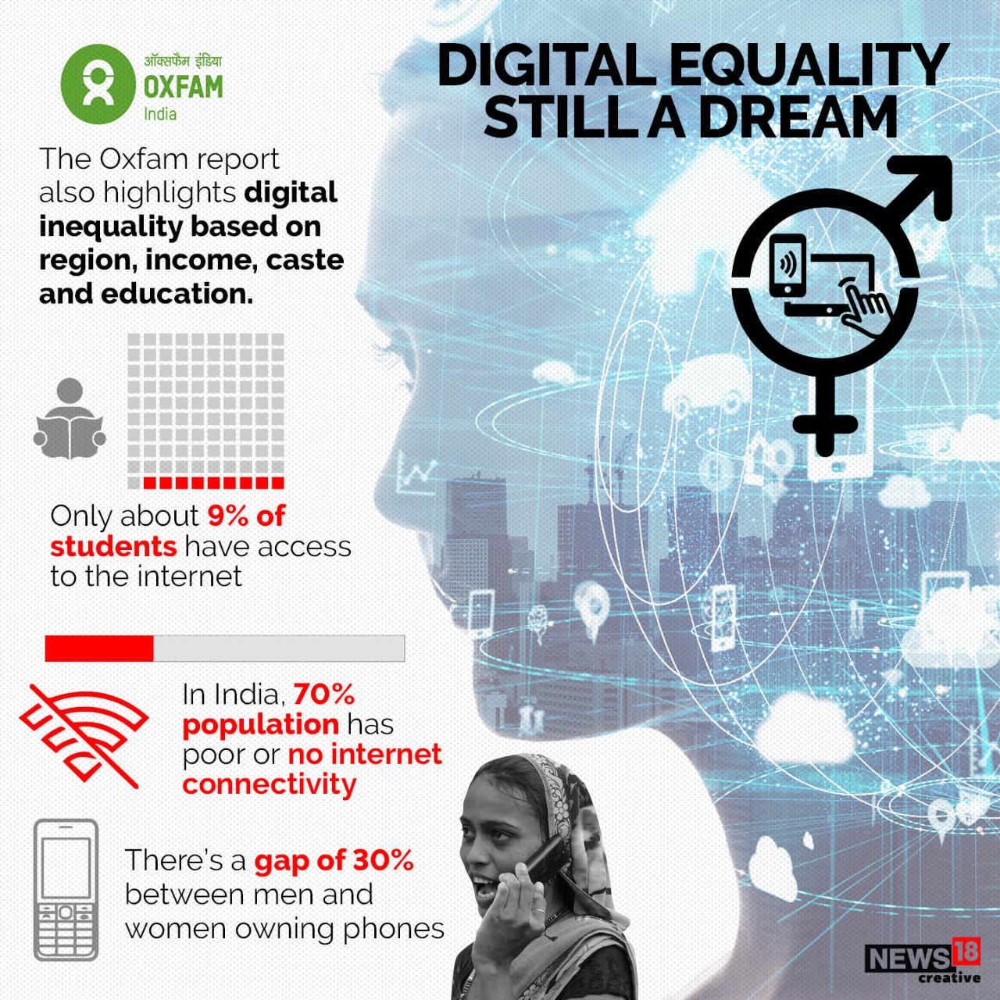 ऑक्सफैम इंडिया
OXFAM
India
DIGITAL EQUALITY
STILL A DREAM
The Oxfam report
also highlights digital
inequality based on
region, income, caste
and education.
Only about 9% of
students have access
to the internet
In India, 70%
population has
poor or no internet
connectivity
There's a gap of 30%
between men and
women owning phones
NEWS18
creative